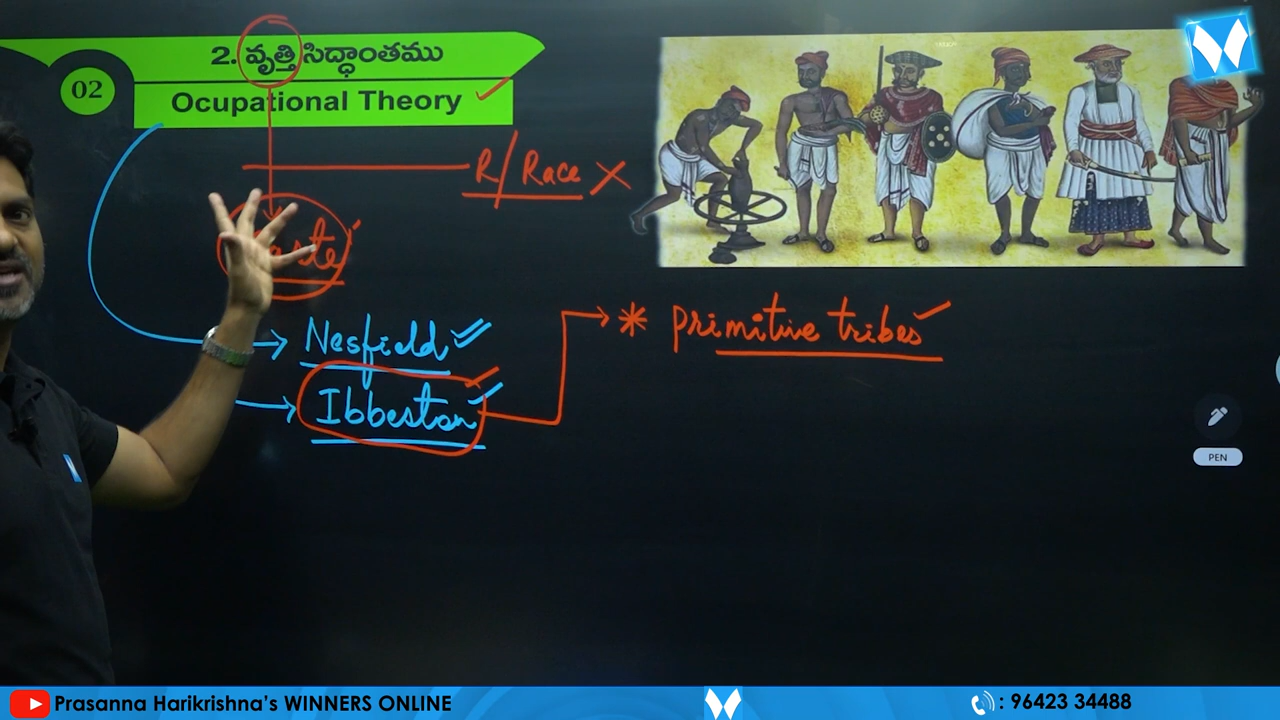 02
2. వృత్తి సిద్ధాంతము
Ocupational Theory
R/Race
Nesfield
Ibbeston
* Primitive tribes
PEN
Prasanna Harikrishna's WINNERS ONLINE
: 96423 34488